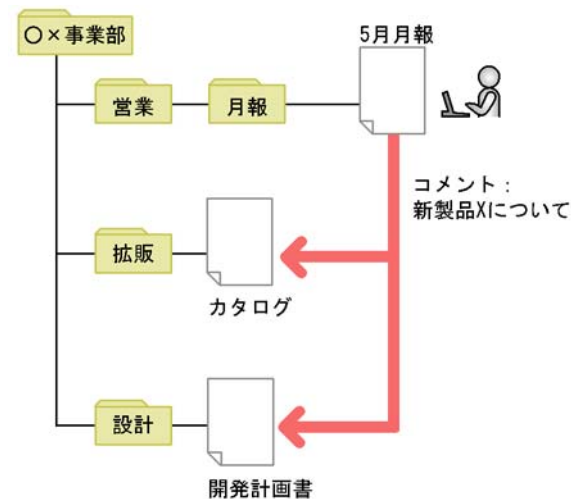 ○×事業部
5月月報
営業
月報
コメント：
新製品Xについて
拡販
カタログ
設計
開発計画書